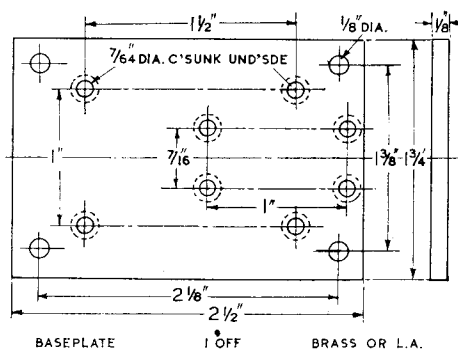 1½" ⅛" DIA. ⅛"
7/64" DIA. C'SUNK UND'SDE
1" 7/16" 1⅜" 1¾"
1"
2⅛"
2½"
BASEPLATE 1 OFF BRASS OR L.A.